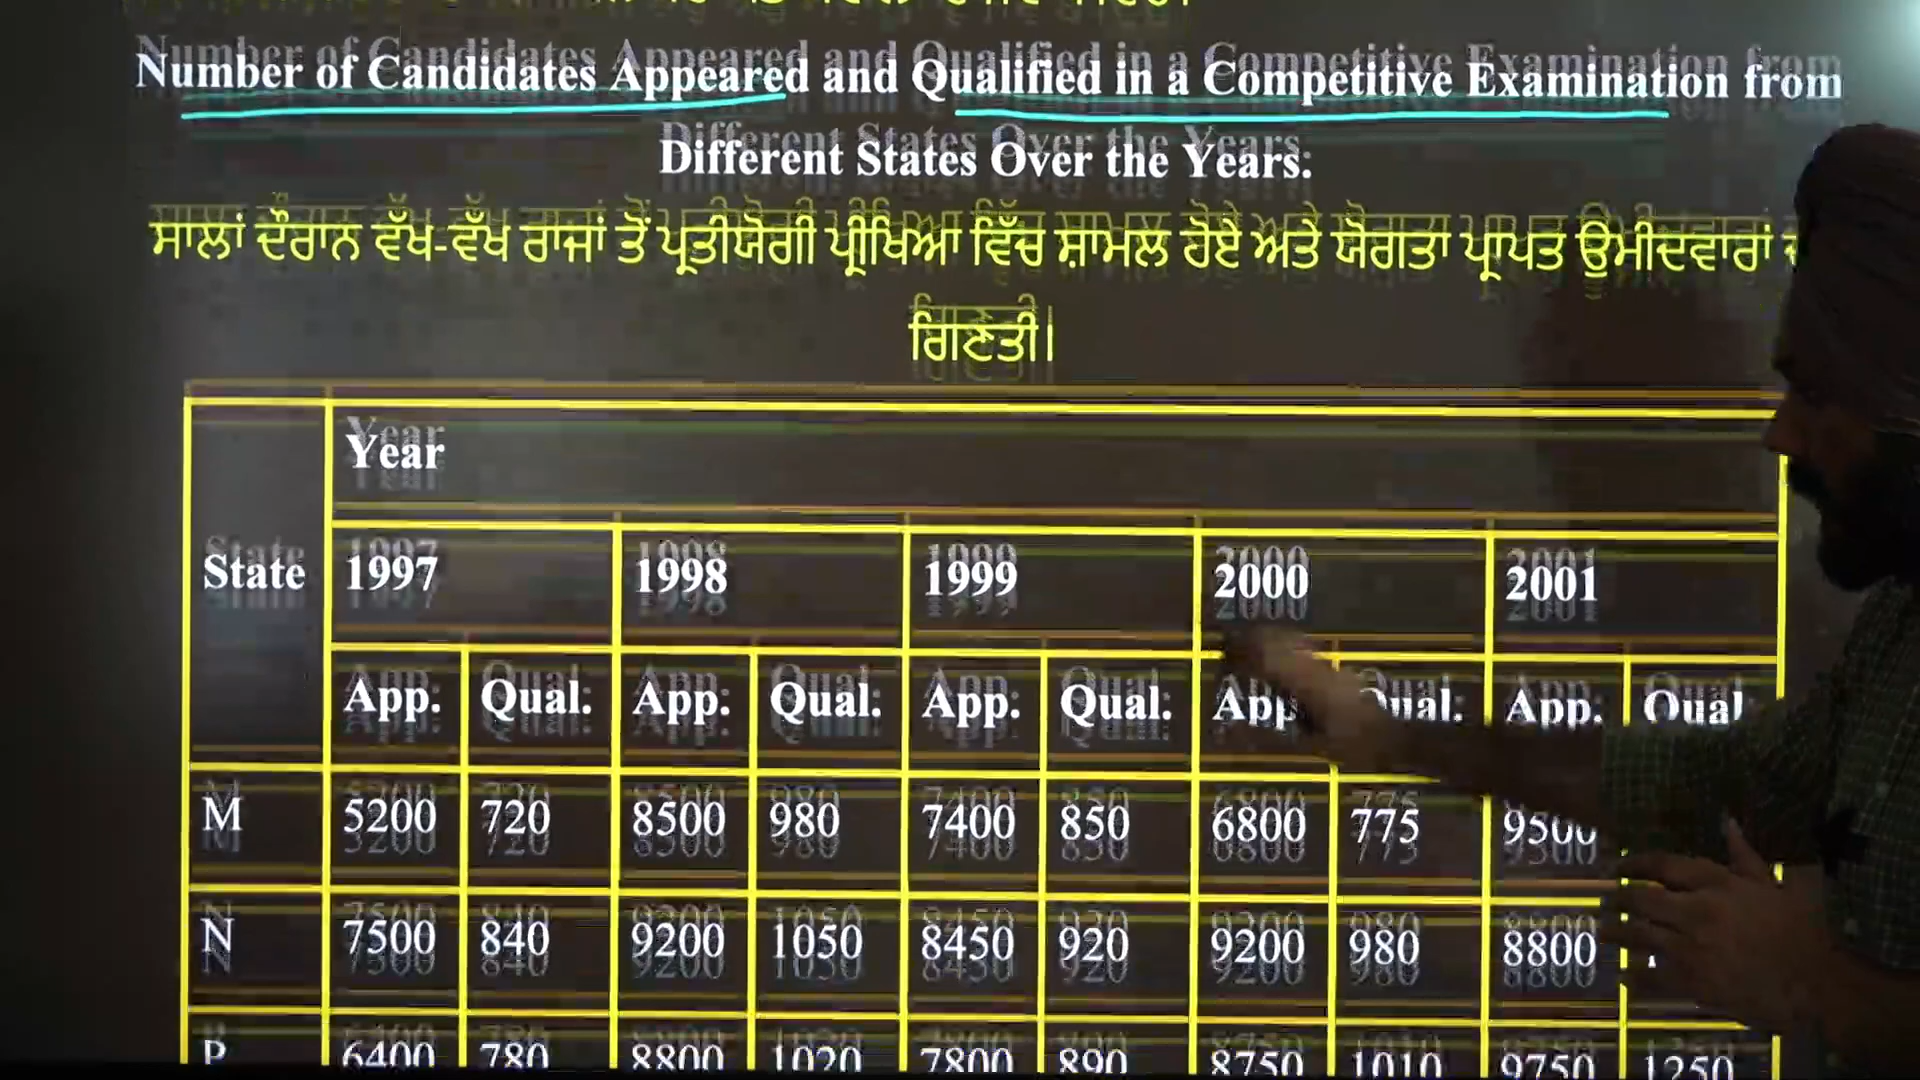 Number of Candidates Appeared and Qualified in a Competitive Examination from
Different States Over the Years:
ਸਾਲਾਂ ਦੌਰਾਨ ਵੱਖ-ਵੱਖ ਰਾਜਾਂ ਤੋਂ ਪ੍ਰਤੀਯੋਗੀ ਪ੍ਰੀਖਿਆ ਵਿੱਚ ਸ਼ਾਮਲ ਹੋਏ ਅਤੇ ਯੋਗਤਾ ਪ੍ਰਾਪਤ ਉਮੀਦਵਾਰਾਂ
ਗਿਣਤੀ।
Year
State 1997 1998 1999 2000 2001
App. Qual: App. Qual: App. Qual: App. Qual. App. Qual.
M 5200 720 8500 980 7400 850 6800 775 9500
N 7500 840 9200 1050 8450 920 9200 980 8800
P 6400 780 8800 1020 7800 890 8750 1010 9750 1250